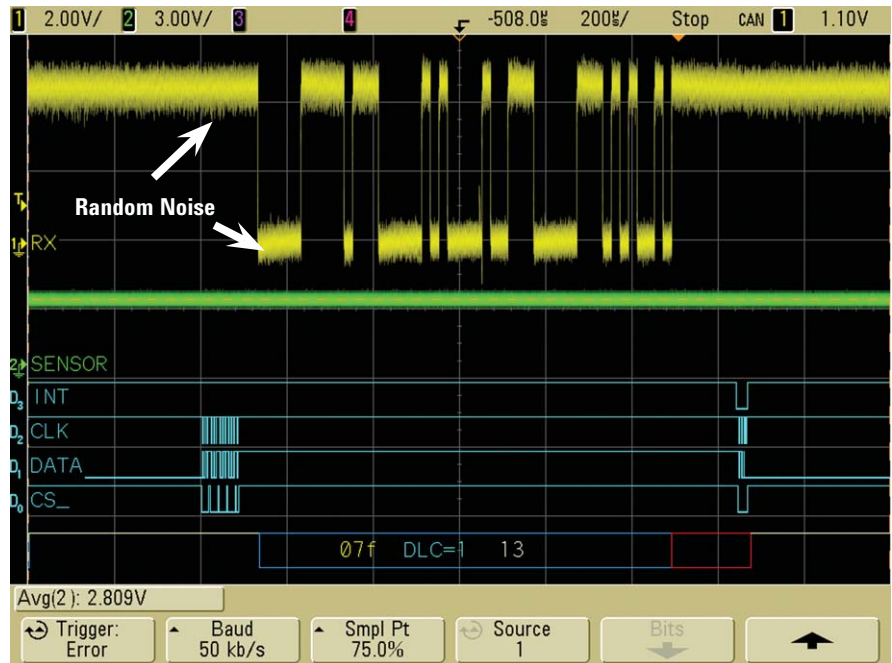 1 2.00V/ 2 3.00V/ 3 4 -508.0µs 200µs/ Stop CAN 1 1.10V
Random Noise
T
1 RX
2 SENSOR
D3 INT
D2 CLK
D1 DATA
D0 CS_
07f DLC=1 13
Avg(2): 2.809V
Trigger: Error
Baud 50 kb/s
Smpl Pt 75.0%
Source 1
Bits